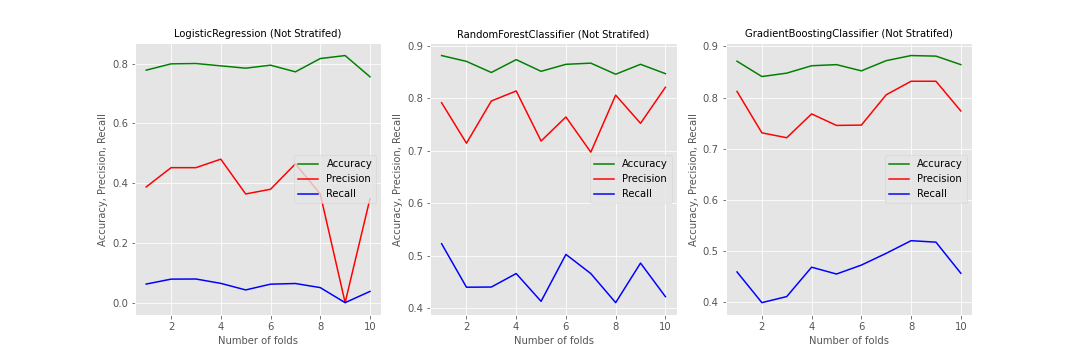 LogisticRegression (Not Stratifed)
Accuracy, Precision, Recall
0.8
0.6
0.4
0.2
0.0
Accuracy
Precision
Recall
2
4
6
8
10
Number of folds
RandomForestClassifier (Not Stratifed)
Accuracy, Precision, Recall
0.9
0.8
0.7
0.6
0.5
0.4
Accuracy
Precision
Recall
2
4
6
8
10
Number of folds
GradientBoostingClassifier (Not Stratifed)
Accuracy, Precision, Recall
0.9
0.8
0.7
0.6
0.5
0.4
Accuracy
Precision
Recall
2
4
6
8
10
Number of folds